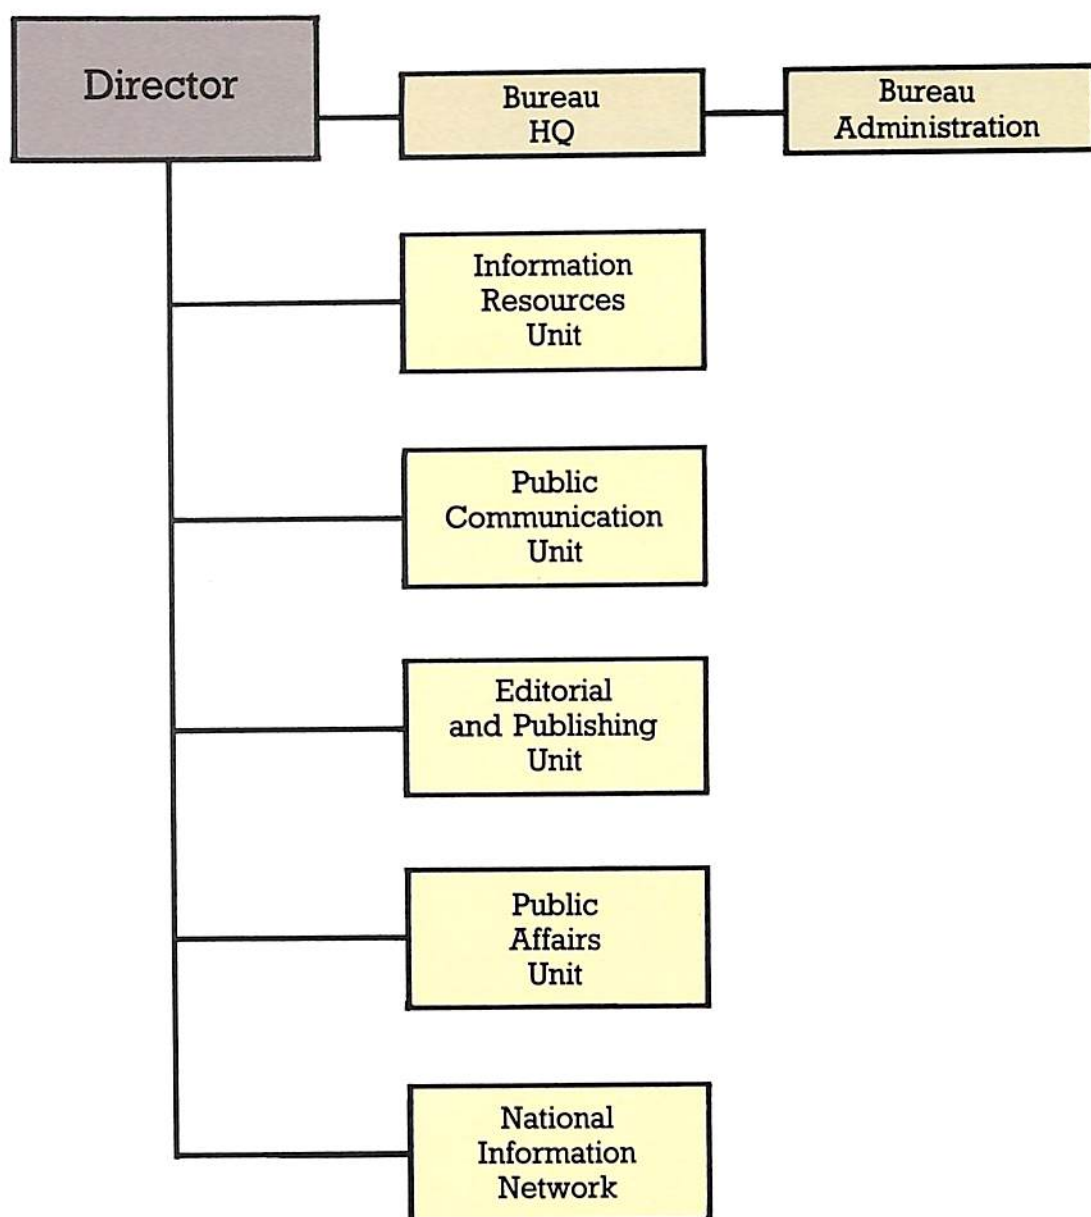 Director
Bureau
HQ
Bureau
Administration
Information
Resources
Unit
Public
Communication
Unit
Editorial
and Publishing
Unit
Public
Affairs
Unit
National
Information
Network